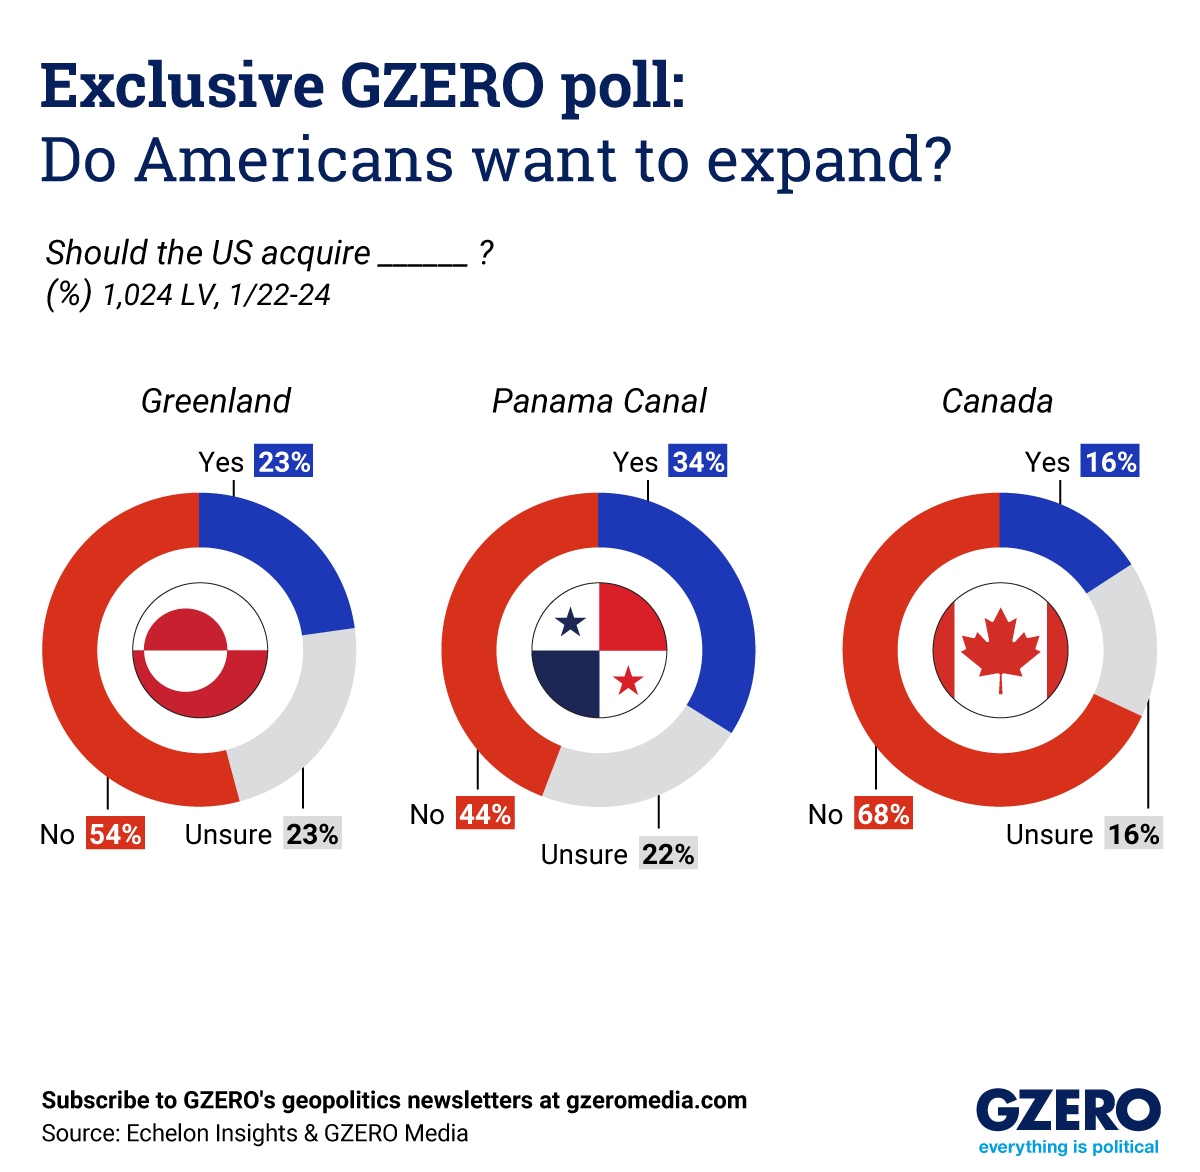 Exclusive GZERO poll:
Do Americans want to expand?
Should the US acquire ______ ?
(%) 1,024 LV, 1/22-24
Greenland
Yes 23%
No 54%
Unsure 23%
Panama Canal
Yes 34%
No 44%
Unsure 22%
Canada
Yes 16%
No 68%
Unsure 16%
Subscribe to GZERO's geopolitics newsletters at gzeromedia.com
Source: Echelon Insights & GZERO Media
GZERO
everything is political